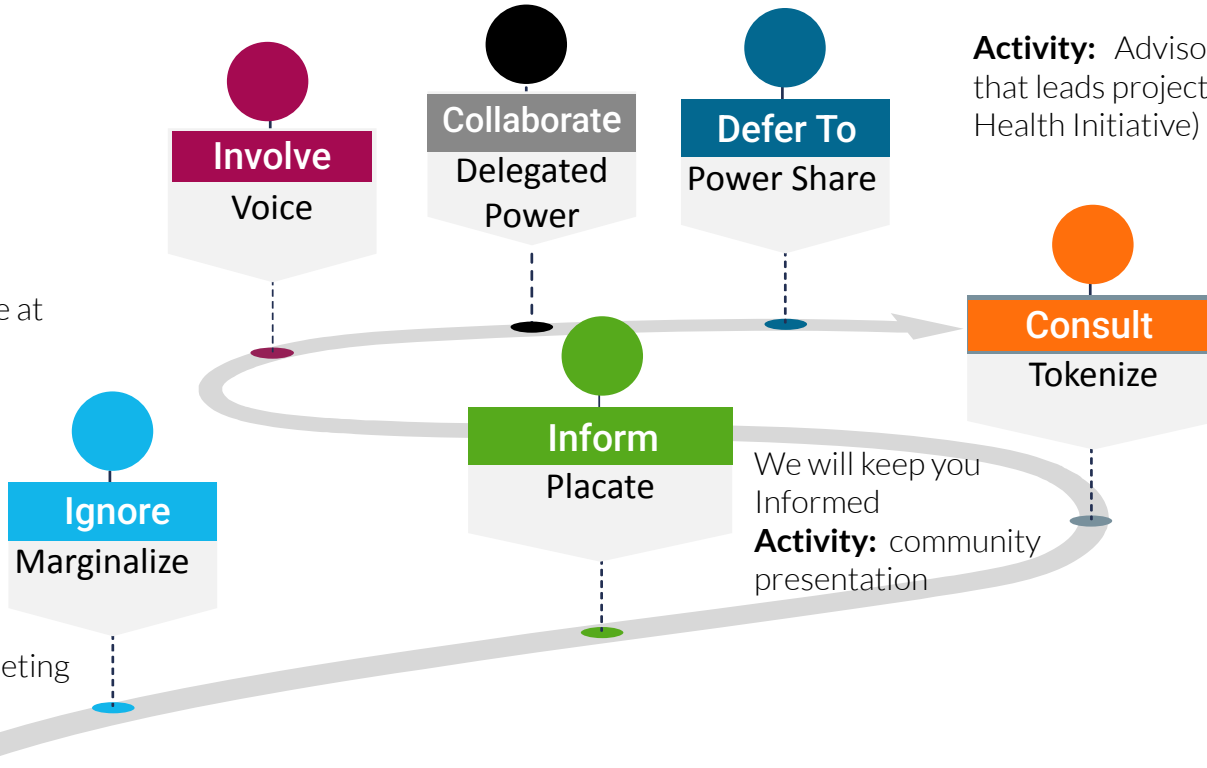 Activity: Adviso
that leads project
Health Initiative)
Involve
Voice
Collaborate
Delegated
Power
Defer To
Power Share
e at
Consult
Tokenize
Inform
Placate
We will keep you
Informed
Activity: community
presentation
Ignore
Marginalize
eting